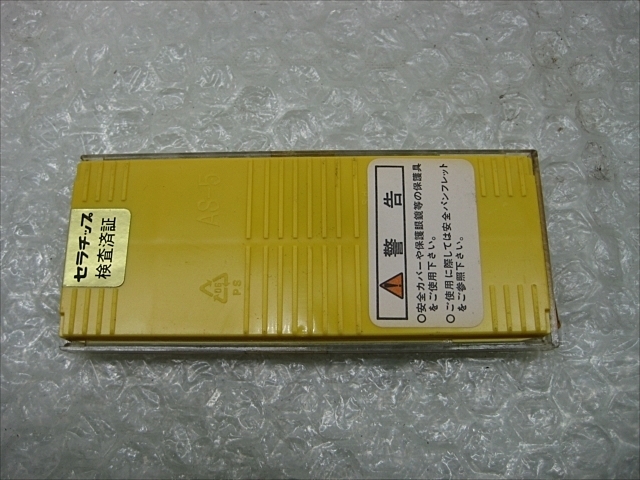 セラチップ
検査済証
AS-5
06
PS
警告
○安全カバーや保護眼鏡等の保護具
をご使用下さい。
○ご使用に際しては安全パンフレット
をご参照下さい。